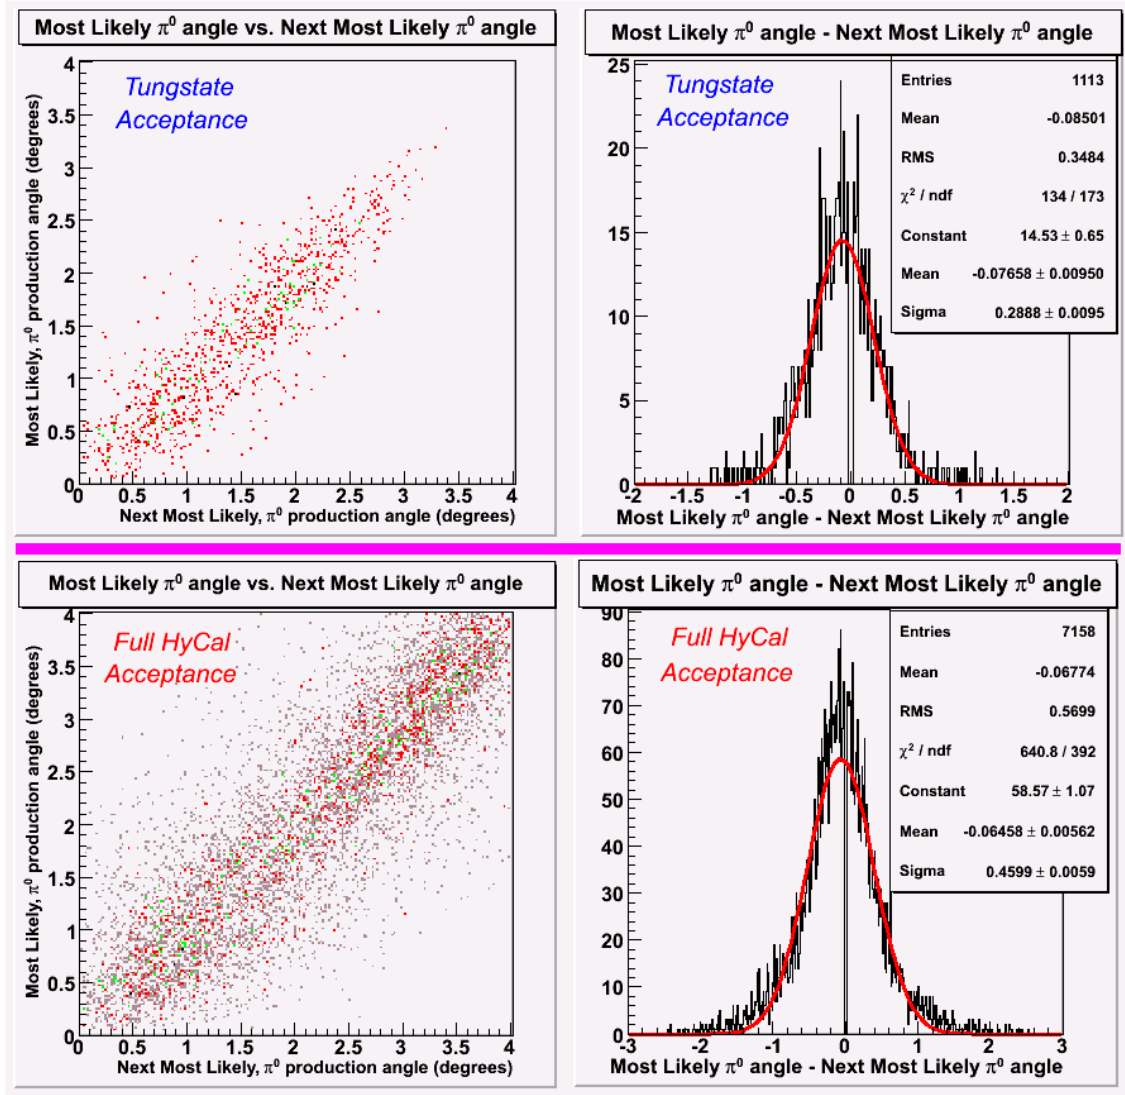 Most Likely π⁰ angle vs. Next Most Likely π⁰ angle
Tungstate
Acceptance
Most Likely, π⁰ production angle (degrees)
4
3.5
3
2.5
2
1.5
1
0.5
0
0 0.5 1 1.5 2 2.5 3 3.5 4
Next Most Likely, π⁰ production angle (degrees)
Most Likely π⁰ angle - Next Most Likely π⁰ angle
Tungstate
Acceptance
Entries 1113
Mean -0.08501
RMS 0.3484
χ² / ndf 134 / 173
Constant 14.53 ± 0.65
Mean -0.07658 ± 0.00950
Sigma 0.2888 ± 0.0095
25
20
15
10
5
0
-2 -1.5 -1 -0.5 0 0.5 1 1.5 2
Most Likely π⁰ angle - Next Most Likely π⁰ angle
Most Likely π⁰ angle vs. Next Most Likely π⁰ angle
Full HyCal
Acceptance
Most Likely, π⁰ production angle (degrees)
4
3.5
3
2.5
2
1.5
1
0.5
0
0 0.5 1 1.5 2 2.5 3 3.5 4
Next Most Likely, π⁰ production angle (degrees)
Most Likely π⁰ angle - Next Most Likely π⁰ angle
Full HyCal
Acceptance
Entries 7158
Mean -0.06774
RMS 0.5699
χ² / ndf 640.8 / 392
Constant 58.57 ± 1.07
Mean -0.06458 ± 0.00562
Sigma 0.4599 ± 0.0059
90
80
70
60
50
40
30
20
10
0
-3 -2 -1 0 1 2 3
Most Likely π⁰ angle - Next Most Likely π⁰ angle